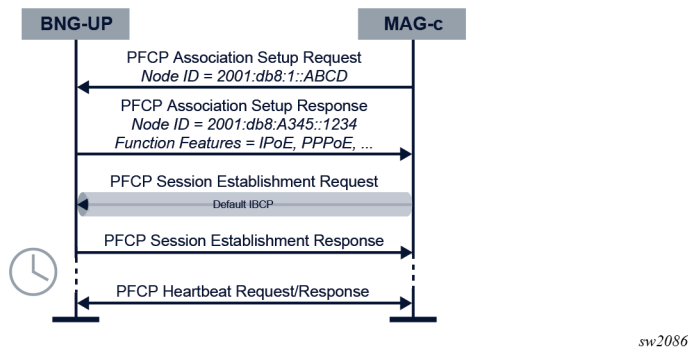 BNG-UP
MAG-c
PFCP Association Setup Request
Node ID = 2001:db8:1::ABCD
PFCP Association Setup Response
Node ID = 2001:db8:A345::1234
Function Features = IPoE, PPPoE, ...
PFCP Session Establishment Request
Default IBCP
PFCP Session Establishment Response
PFCP Heartbeat Request/Response
sw2086